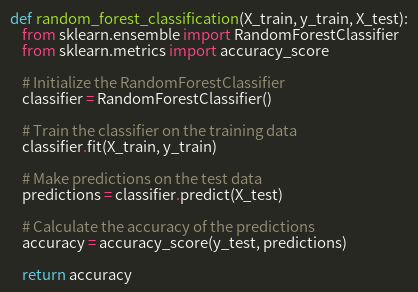 def random_forest_classification(X_train, y_train, X_test):
from sklearn.ensemble import RandomForestClassifier
from sklearn.metrics import accuracy_score
# Initialize the RandomForestClassifier
classifier = RandomForestClassifier()
# Train the classifier on the training data
classifier.fit(X_train, y_train)
# Make predictions on the test data
predictions = classifier.predict(X_test)
# Calculate the accuracy of the predictions
accuracy = accuracy_score(y_test, predictions)
return accuracy